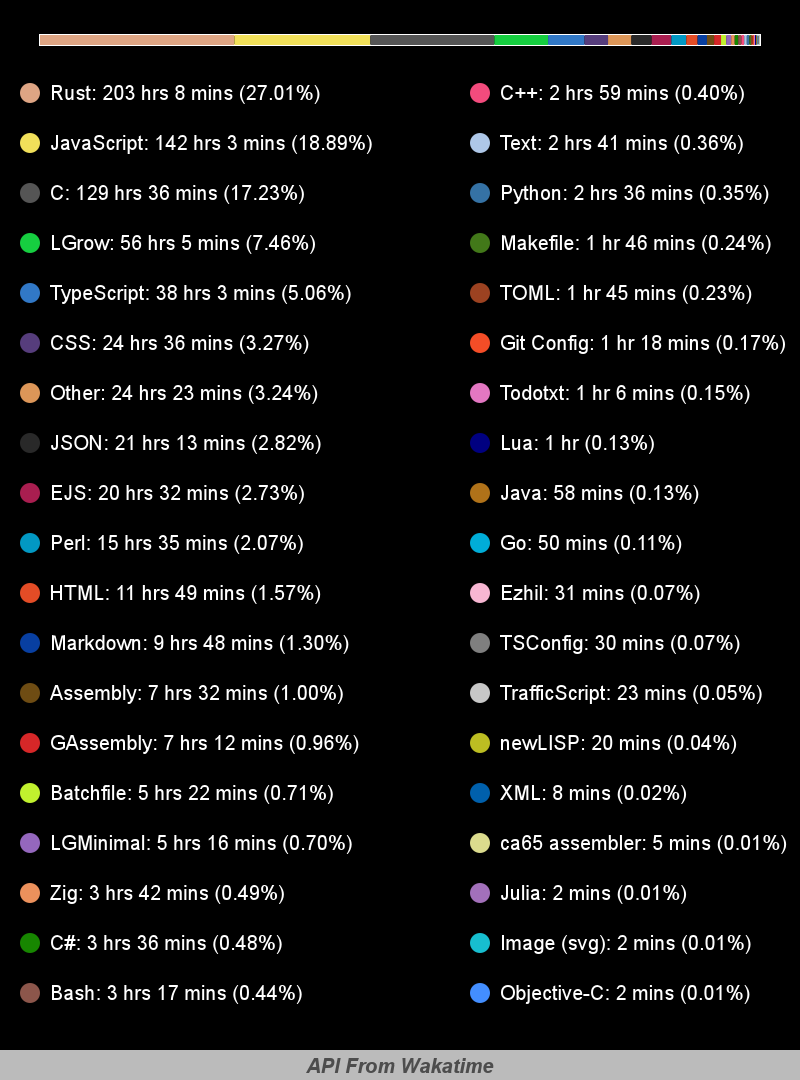 Rust: 203 hrs 8 mins (27.01%)
JavaScript: 142 hrs 3 mins (18.89%)
C: 129 hrs 36 mins (17.23%)
LGrow: 56 hrs 5 mins (7.46%)
TypeScript: 38 hrs 3 mins (5.06%)
CSS: 24 hrs 36 mins (3.27%)
Other: 24 hrs 23 mins (3.24%)
JSON: 21 hrs 13 mins (2.82%)
EJS: 20 hrs 32 mins (2.73%)
Perl: 15 hrs 35 mins (2.07%)
HTML: 11 hrs 49 mins (1.57%)
Markdown: 9 hrs 48 mins (1.30%)
Assembly: 7 hrs 32 mins (1.00%)
GAssembly: 7 hrs 12 mins (0.96%)
Batchfile: 5 hrs 22 mins (0.71%)
LGMinimal: 5 hrs 16 mins (0.70%)
Zig: 3 hrs 42 mins (0.49%)
C#: 3 hrs 36 mins (0.48%)
Bash: 3 hrs 17 mins (0.44%)
C++: 2 hrs 59 mins (0.40%)
Text: 2 hrs 41 mins (0.36%)
Python: 2 hrs 36 mins (0.35%)
Makefile: 1 hr 46 mins (0.24%)
TOML: 1 hr 45 mins (0.23%)
Git Config: 1 hr 18 mins (0.17%)
Todotxt: 1 hr 6 mins (0.15%)
Lua: 1 hr (0.13%)
Java: 58 mins (0.13%)
Go: 50 mins (0.11%)
Ezhil: 31 mins (0.07%)
TSConfig: 30 mins (0.07%)
TrafficScript: 23 mins (0.05%)
newLISP: 20 mins (0.04%)
XML: 8 mins (0.02%)
ca65 assembler: 5 mins (0.01%)
Julia: 2 mins (0.01%)
Image (svg): 2 mins (0.01%)
Objective-C: 2 mins (0.01%)
API From Wakatime